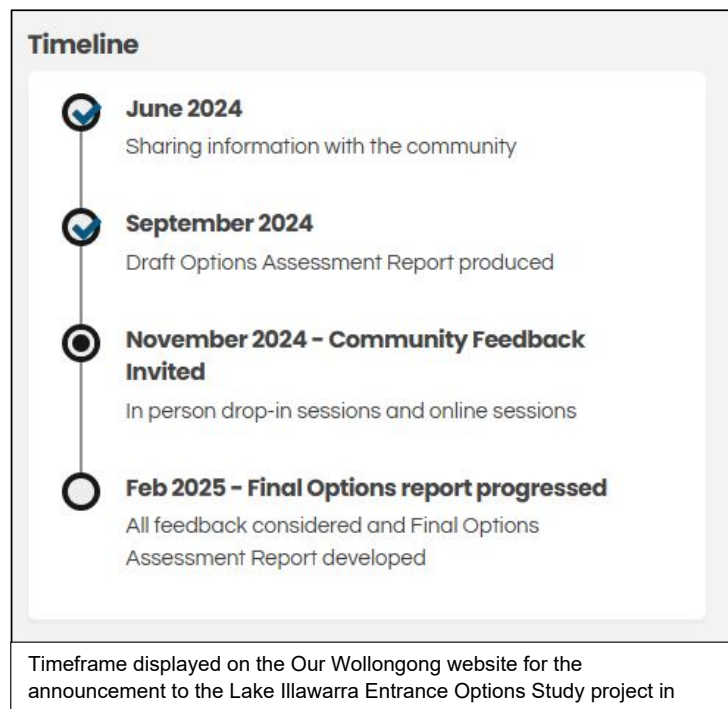 Timeline
June 2024
Sharing information with the community
September 2024
Draft Options Assessment Report produced
November 2024 – Community Feedback
Invited
In person drop-in sessions and online sessions
Feb 2025 – Final Options report progressed
All feedback considered and Final Options
Assessment Report developed
Timeframe displayed on the Our Wollongong website for the
announcement to the Lake Illawarra Entrance Options Study project in